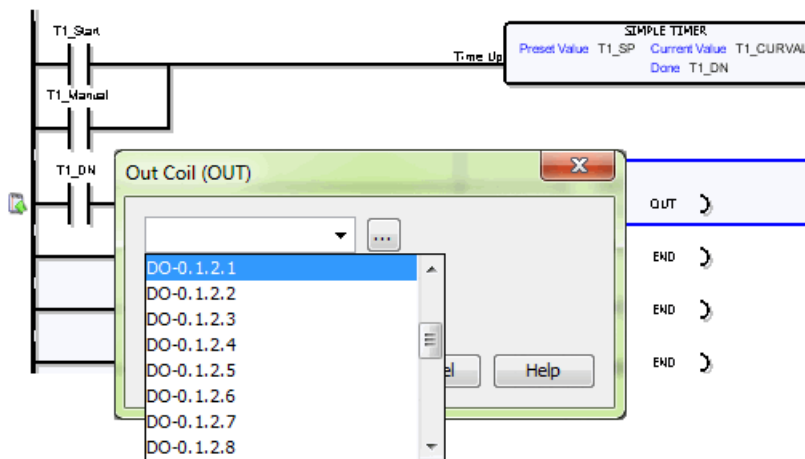 T1_Start
SIMPLE TIMER
Time Up
Preset Value T1_SP Current Value T1_CURVAL
Done T1_DN
T1_Manual
T1_DN
Out Coil (OUT)
OUT
...
DO-0.1.2.1
DO-0.1.2.2
END
DO-0.1.2.3
DO-0.1.2.4
END
DO-0.1.2.5
Help
END
DO-0.1.2.6
DO-0.1.2.7
DO-0.1.2.8